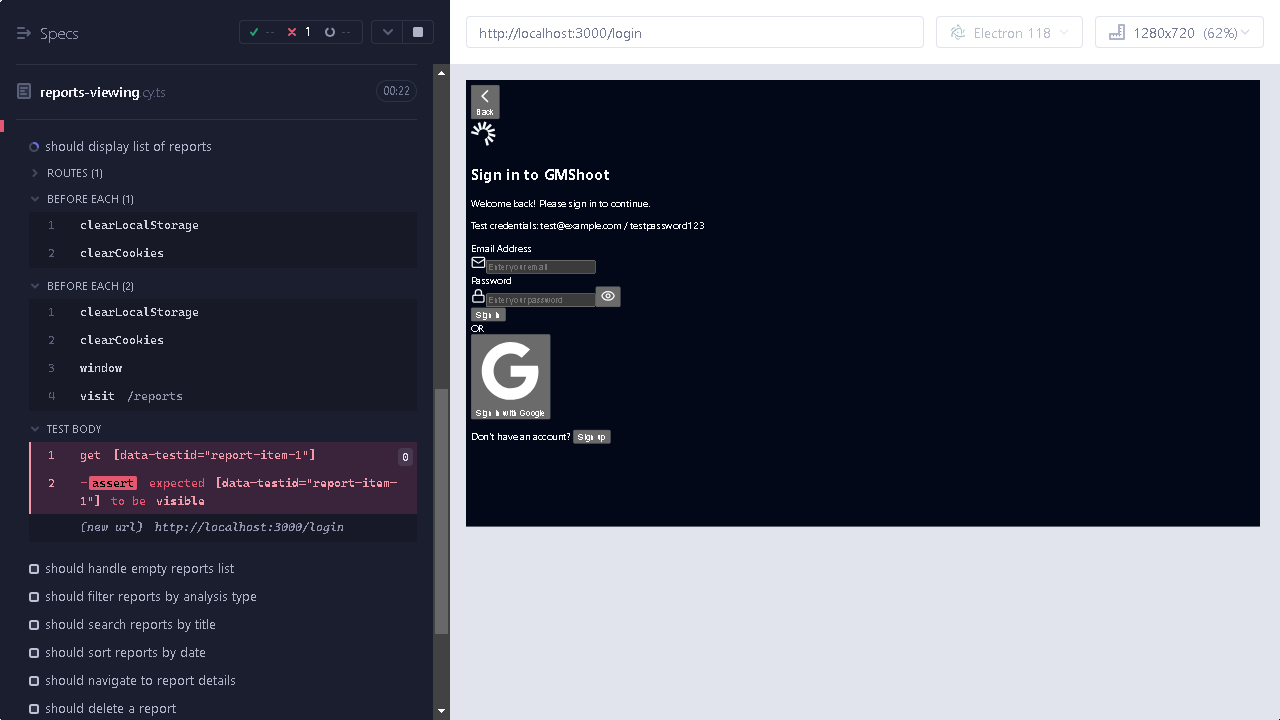 Specs
--
1
--
reports-viewing.cy.ts
00:22
should display list of reports
ROUTES (1)
BEFORE EACH (1)
1 clearLocalStorage
2 clearCookies
BEFORE EACH (2)
1 clearLocalStorage
2 clearCookies
3 window
4 visit /reports
TEST BODY
1 get [data-testid="report-item-1"] 0
2 -assert expected [data-testid="report-item-
1"] to be visible
(new url) http://localhost:3000/login
should handle empty reports list
should filter reports by analysis type
should search reports by title
should sort reports by date
should navigate to report details
should delete a report
http://localhost:3000/login
Electron 118
1280x720 (62%)
Back
Sign in to GMShoot
Welcome back! Please sign in to continue.
Test credentials: test@example.com / testpassword123
Email Address
Enter your email
Password
Enter your password
Sign in
OR
G
Sign in with Google
Don't have an account? Sign up